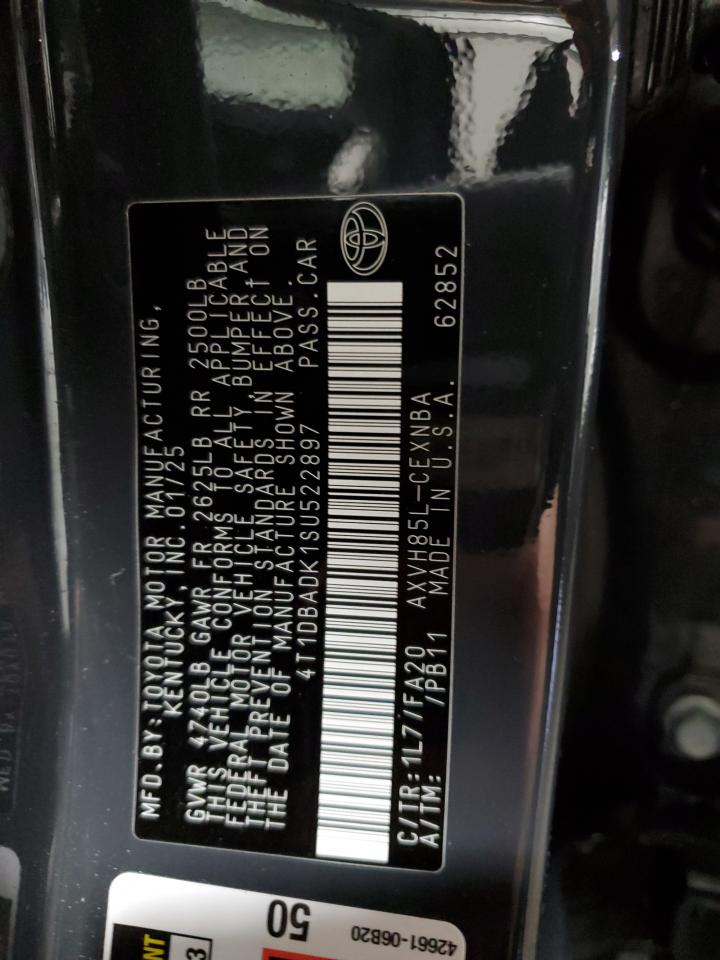 MFD.BY:TOYOTA MOTOR MANUFACTURING,
KENTUCKY, INC. 01/25
GVWR 4740LB GAWR FR 2625LB RR 2500LB
THIS VEHICLE CONFORMS TO ALL APPLICABLE
FEDERAL MOTOR VEHICLE SAFETY, BUMPER, AND
THEFT PREVENTION STANDARDS IN EFFECT ON
THE DATE OF MANUFACTURE SHOWN ABOVE.
4T1DBADK1SU522897 PASS.CAR
C/TR:1L7/FA20 AXVH85L-CEXNBA
A/TM: /PB11 MADE IN U.S.A. 62852
50
42661-06B20
3